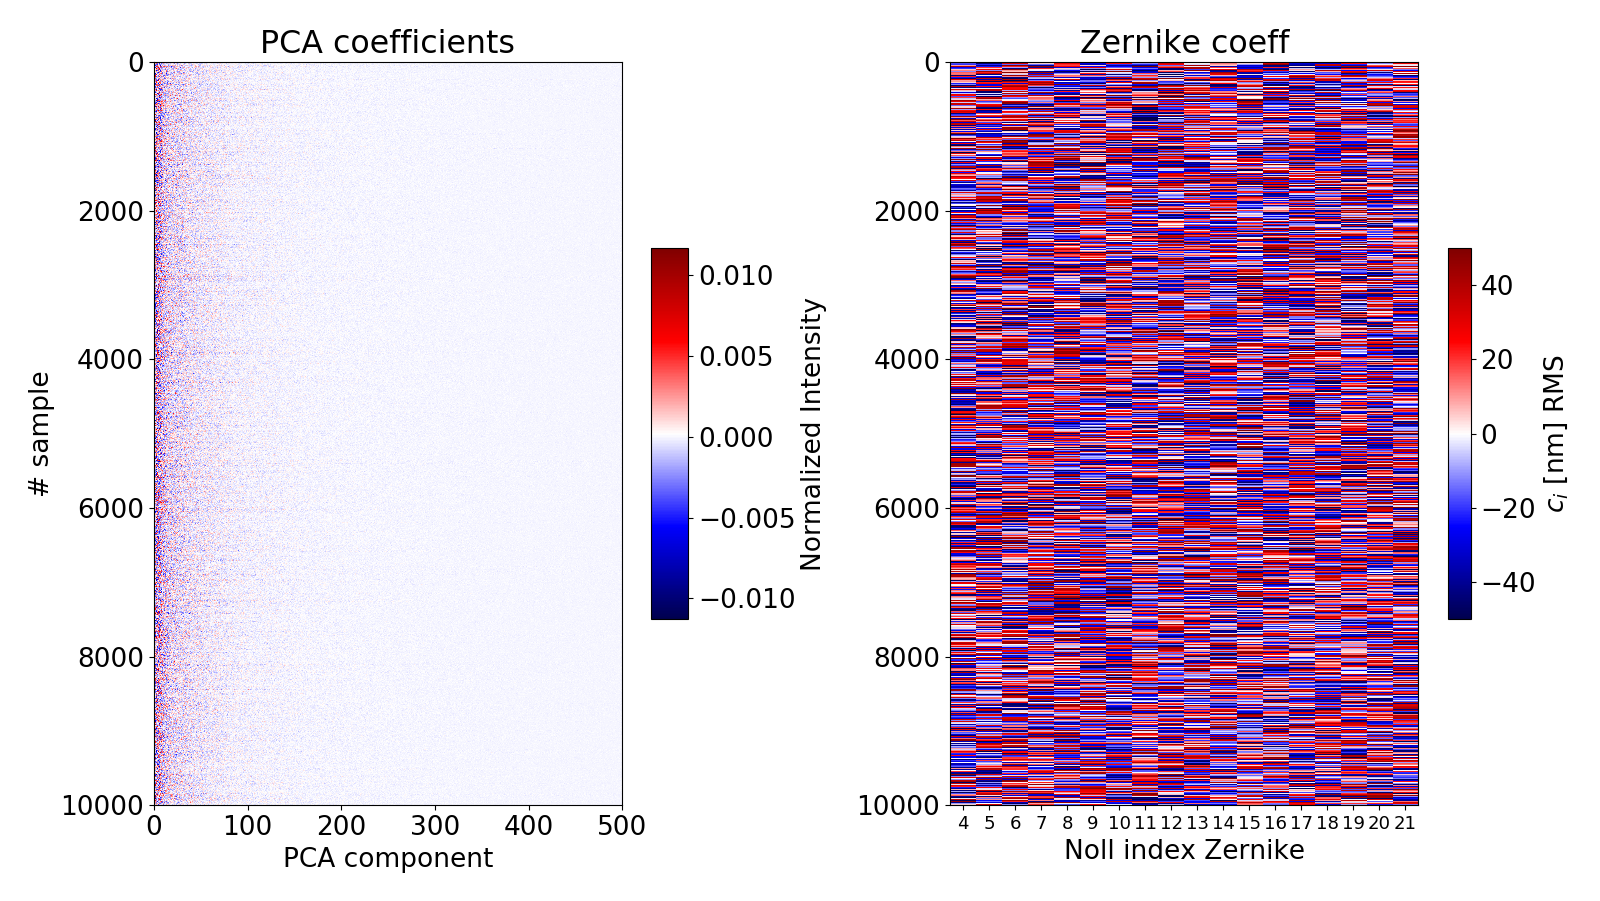 PCA coefficients
0
2000
4000
6000
8000
10000
# sample
0 100 200 300 400 500
PCA component
0.010
0.005
0.000
−0.005
−0.010
Normalized Intensity
Zernike coeff
0
2000
4000
6000
8000
10000
4 5 6 7 8 9 10 11 12 13 14 15 16 17 18 19 20 21
Noll index Zernike
40
20
0
−20
−40
c_i [nm] RMS